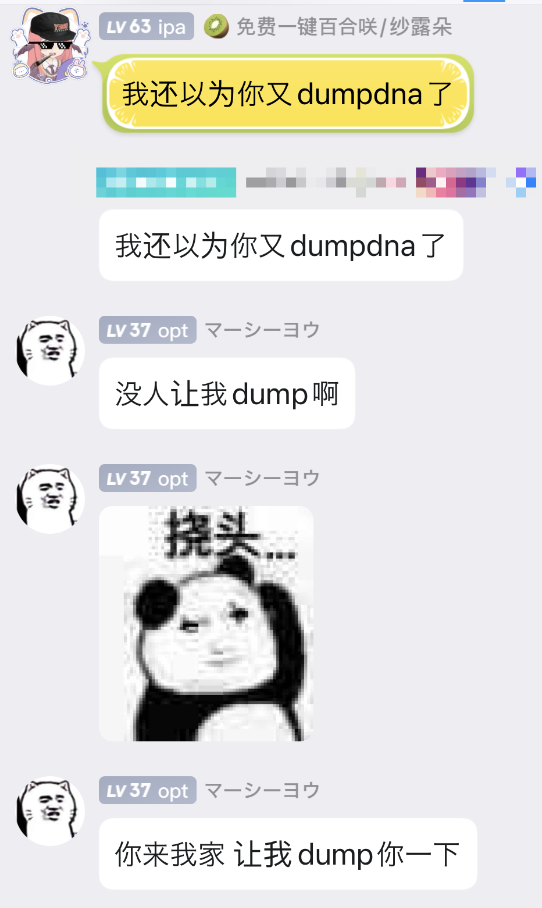 LV 63 ipa 🥝 免费一键百合咲/纱露朵
我还以为你又dumpdna了
我还以为你又dumpdna了
LV 37 opt マーシーヨウ
没人让我dump啊
LV 37 opt マーシーヨウ
挠头...
LV 37 opt マーシーヨウ
你来我家 让我dump你一下